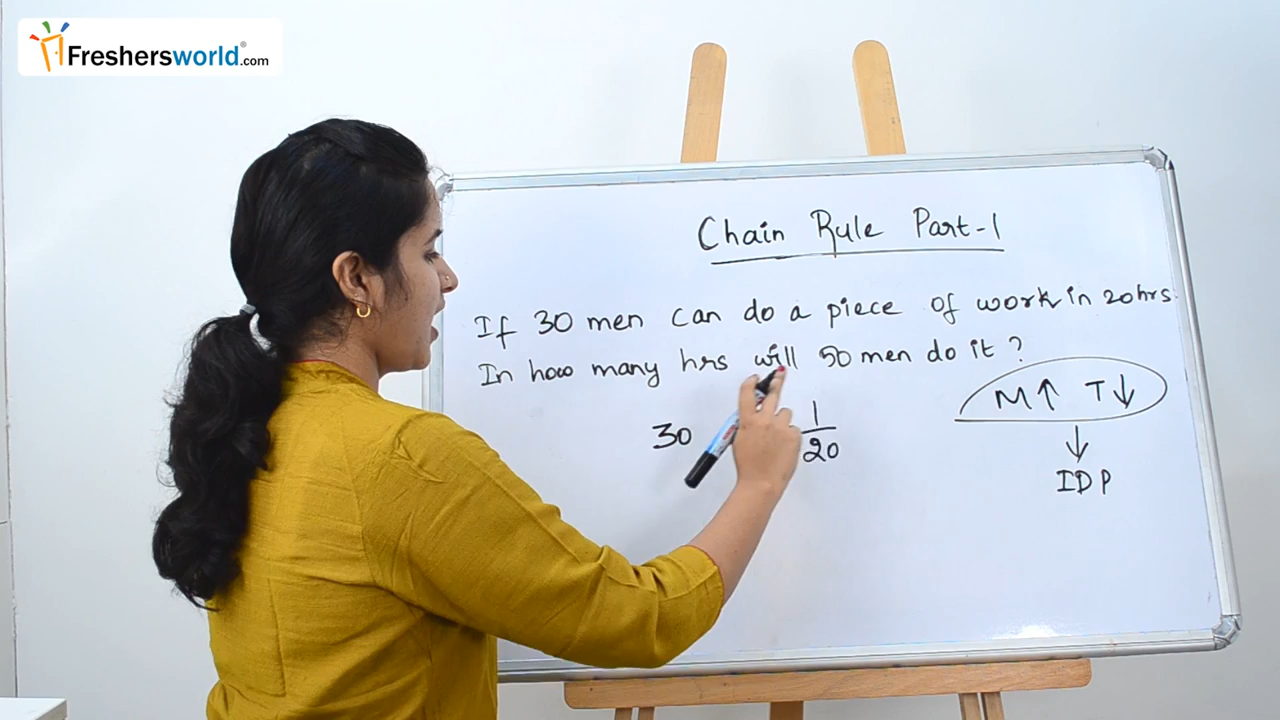 Freshersworld.com
Chain Rule Part-1
If 30 men can do a piece of work in 20hrs.
In how many hrs will 50 men do it ?
M↑ T↓
30
1
20
IDP